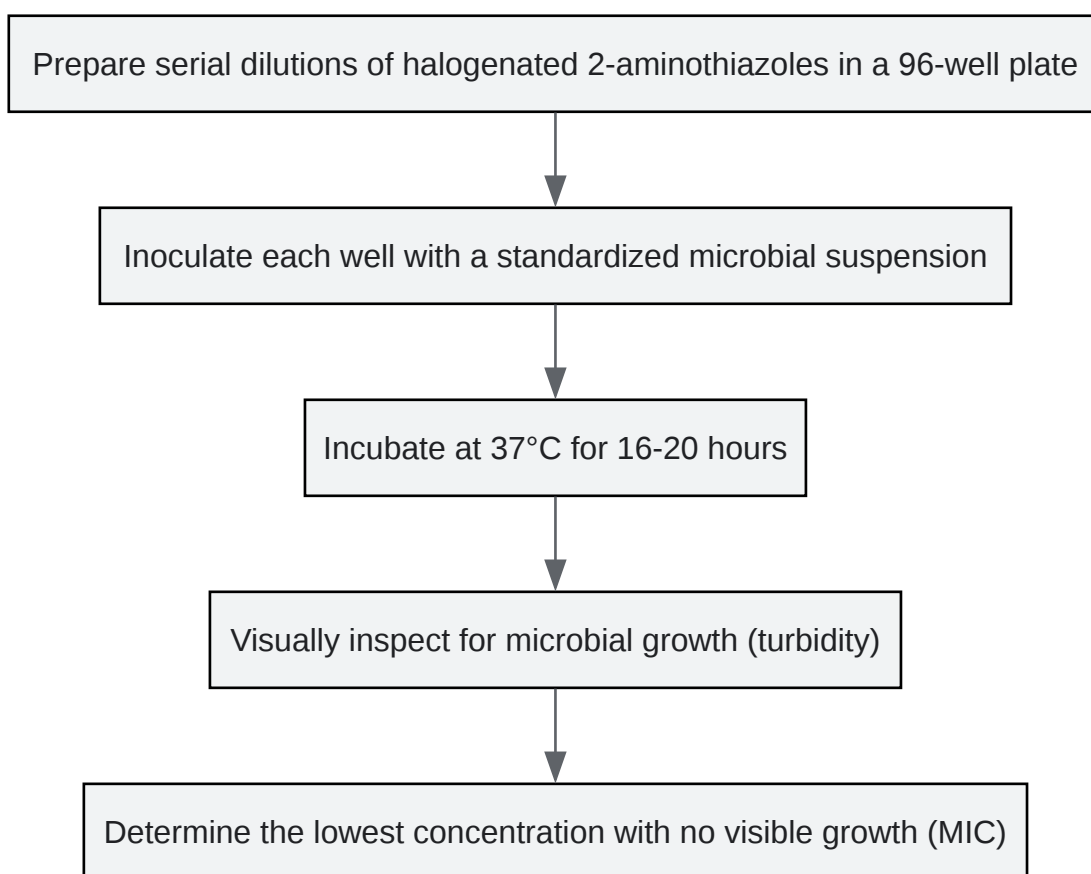 Prepare serial dilutions of halogenated 2-aminothiazoles in a 96-well plate
Inoculate each well with a standardized microbial suspension
Incubate at 37°C for 16-20 hours
Visually inspect for microbial growth (turbidity)
Determine the lowest concentration with no visible growth (MIC)